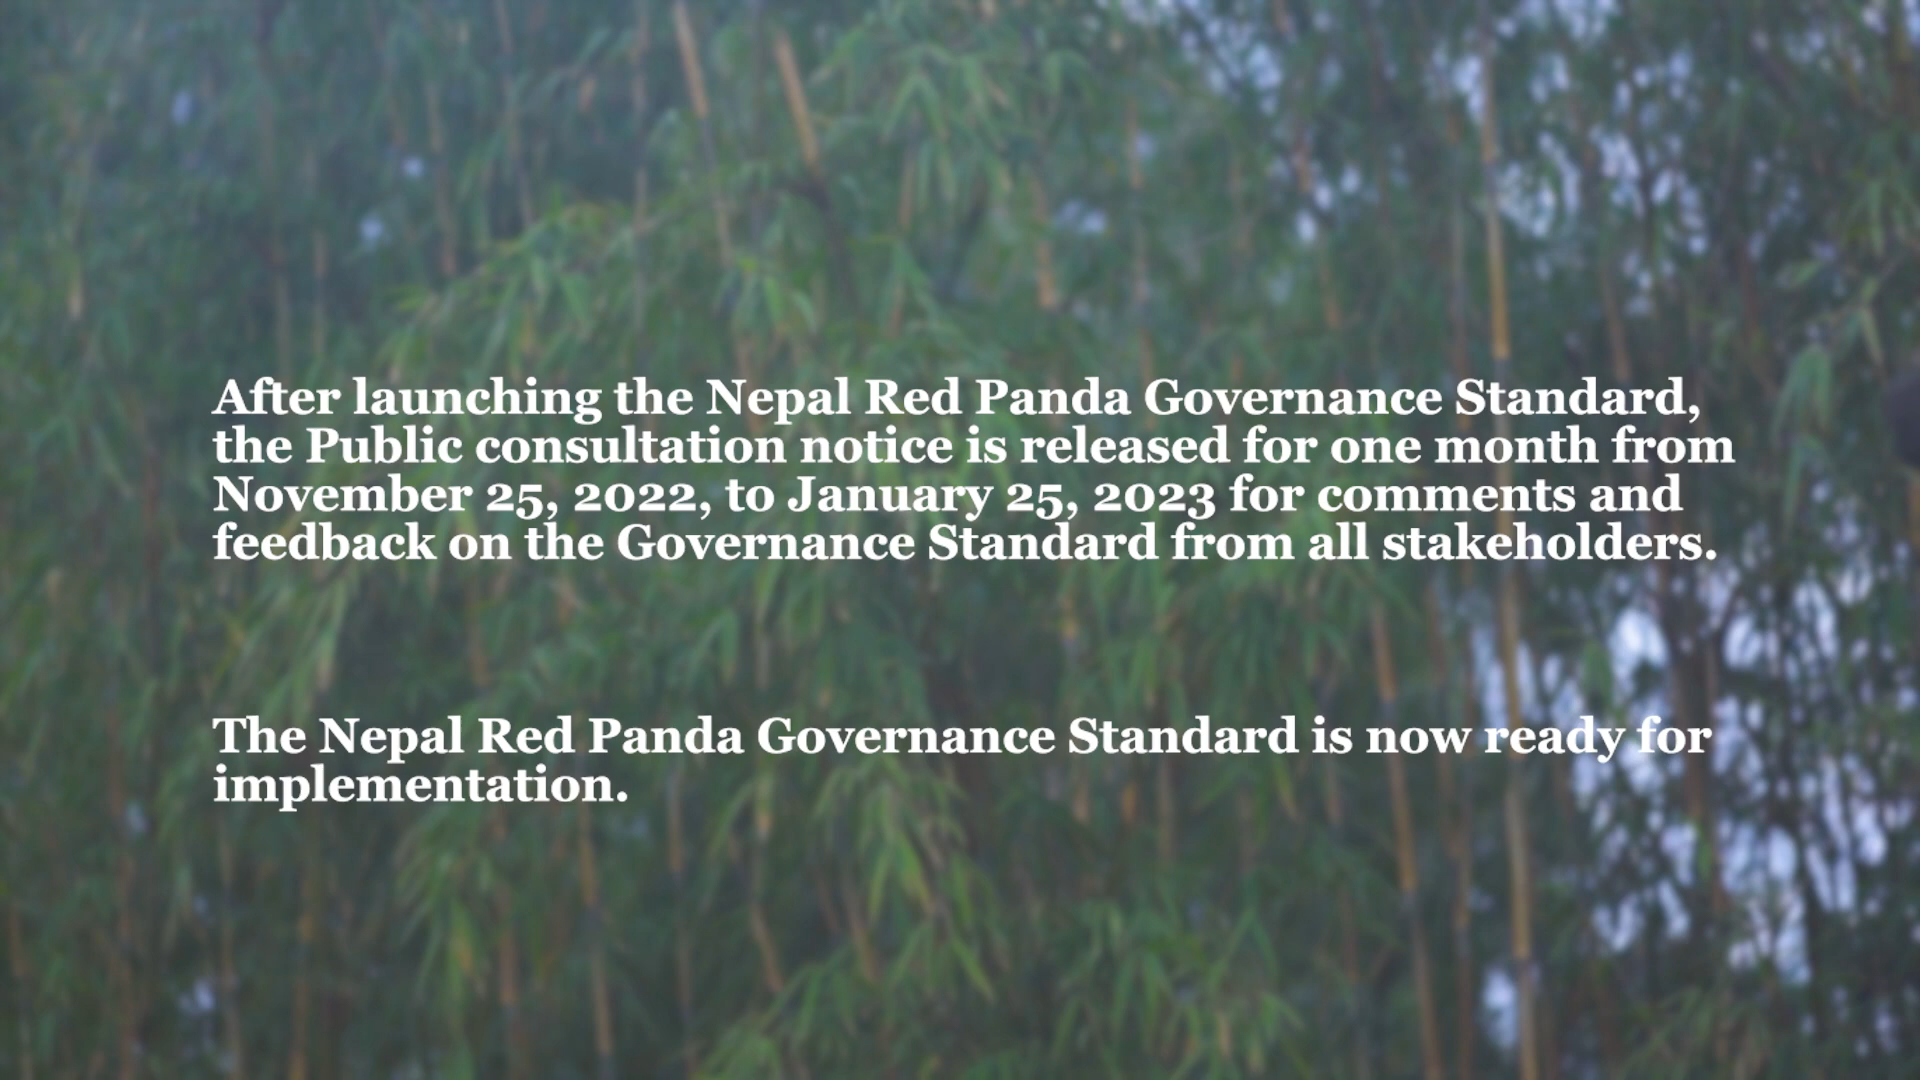 After launching the Nepal Red Panda Governance Standard,
the Public consultation notice is released for one month from
November 25, 2022, to January 25, 2023 for comments and
feedback on the Governance Standard from all stakeholders.
The Nepal Red Panda Governance Standard is now ready for
implementation.